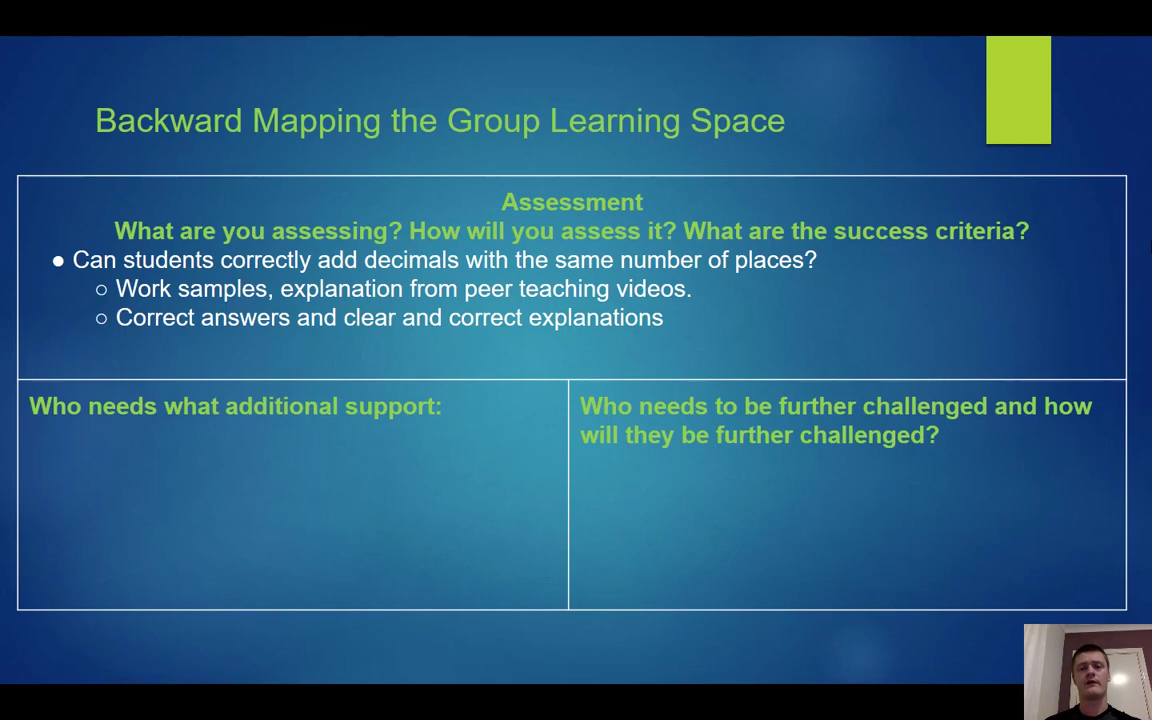 Backward Mapping the Group Learning Space
Assessment
What are you assessing? How will you assess it? What are the success criteria?
● Can students correctly add decimals with the same number of places?
○ Work samples, explanation from peer teaching videos.
○ Correct answers and clear and correct explanations
Who needs what additional support:
Who needs to be further challenged and how
will they be further challenged?